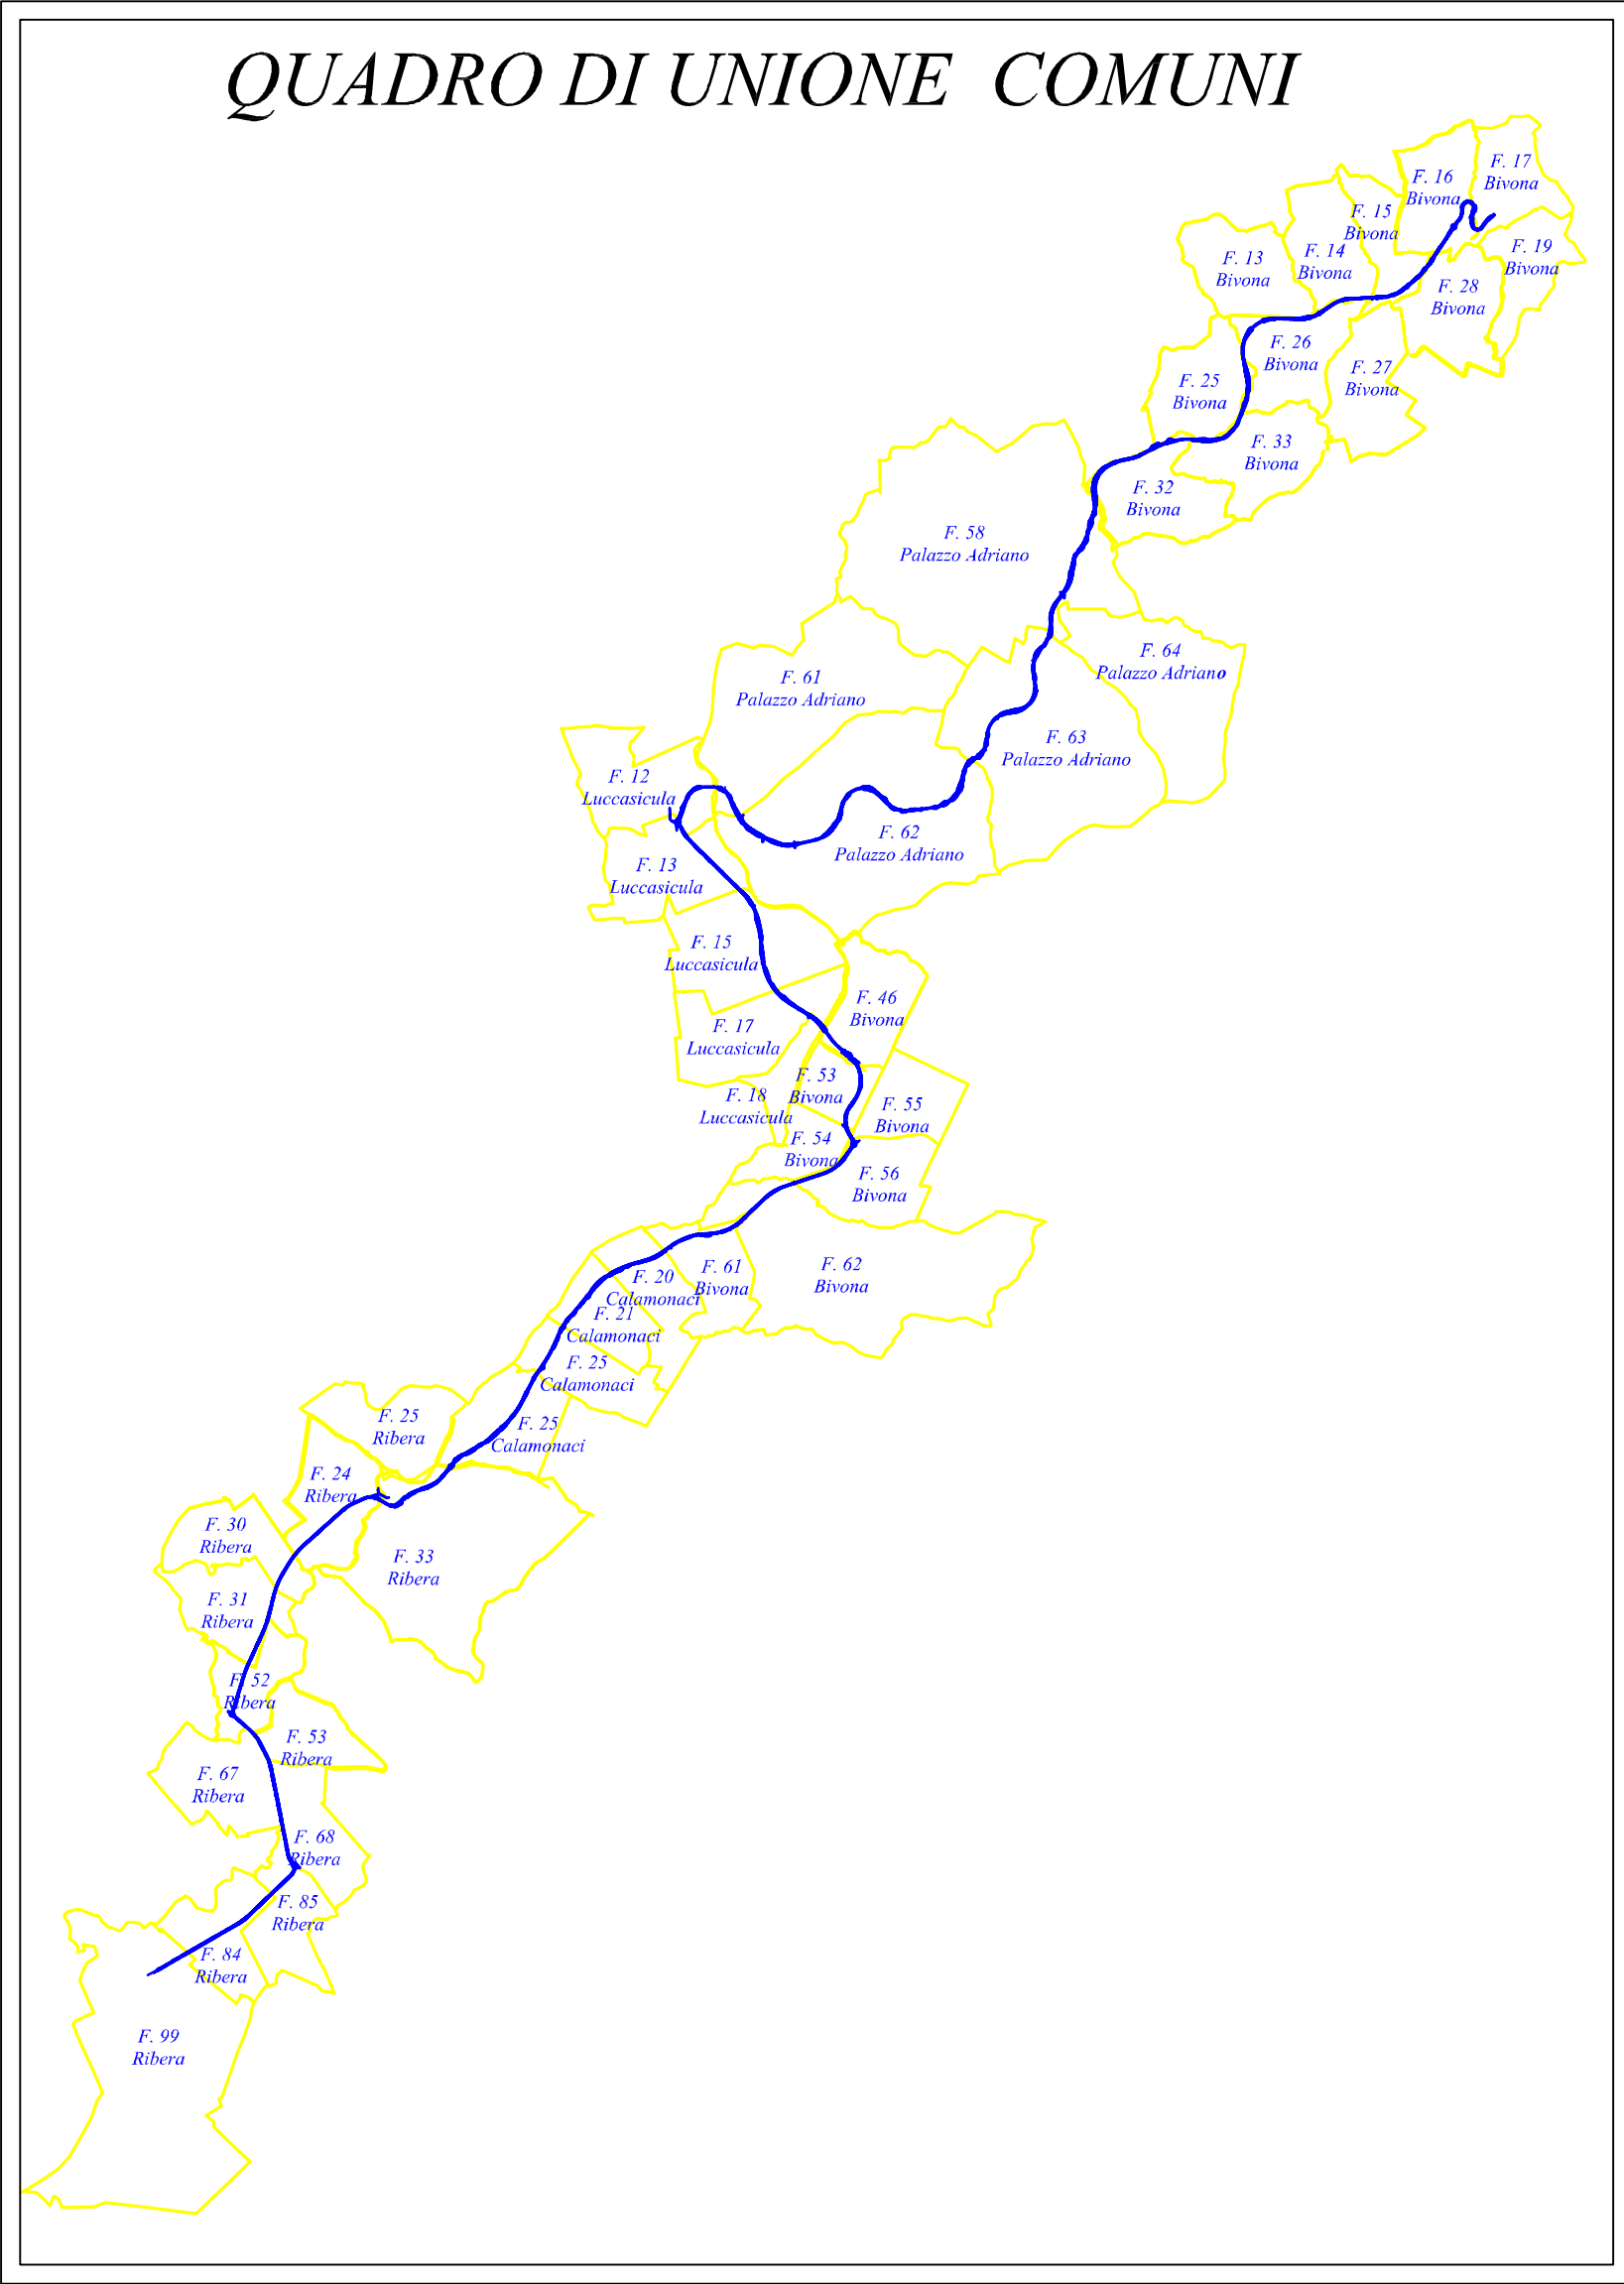 QUADRO DI UNIONE COMUNI
F. 17
Bivona
F. 16
Bivona
F. 15
Bivona
F. 14
Bivona
F. 13
Bivona
F. 19
Bivona
F. 28
Bivona
F. 26
Bivona
F. 27
Bivona
F. 25
Bivona
F. 33
Bivona
F. 32
Bivona
F. 58
Palazzo Adriano
F. 64
Palazzo Adriano
F. 61
Palazzo Adriano
F. 63
Palazzo Adriano
F. 12
Luccasicula
F. 62
Palazzo Adriano
F. 13
Luccasicula
F. 15
Luccasicula
F. 46
Bivona
F. 17
Luccasicula
F. 53
Bivona
F. 18
Luccasicula
F. 55
Bivona
F. 54
Bivona
F. 56
Bivona
F. 62
Bivona
F. 61
Bivona
F. 20
Calamonaci
F. 21
Calamonaci
F. 25
Calamonaci
F. 25
Calamonaci
F. 25
Ribera
F. 24
Ribera
F. 30
Ribera
F. 33
Ribera
F. 31
Ribera
F. 52
Ribera
F. 53
Ribera
F. 67
Ribera
F. 68
Ribera
F. 85
Ribera
F. 84
Ribera
F. 99
Ribera